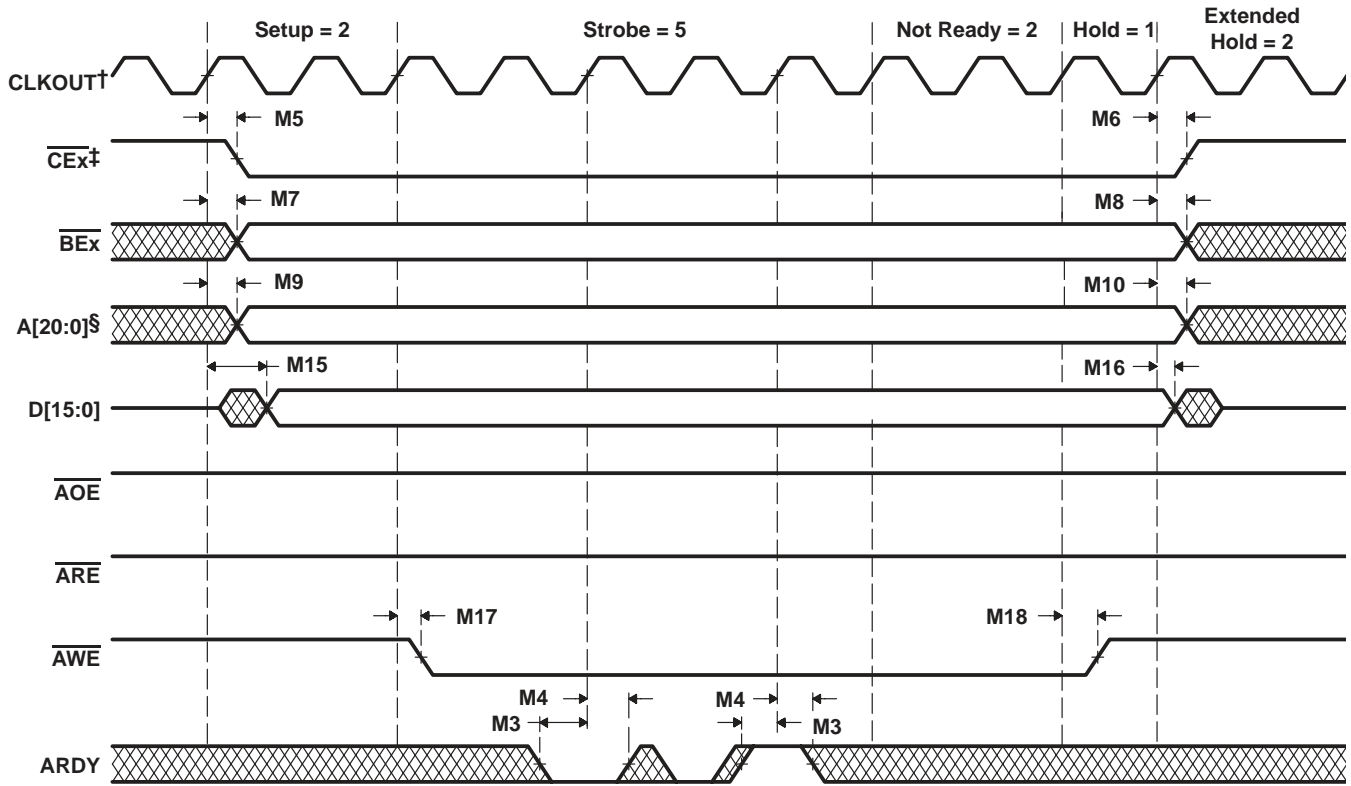 Setup = 2
Strobe = 5
Not Ready = 2
Hold = 1
Extended
Hold = 2
CLKOUT†
M5
M6
CEx‡
M7
M8
BEx
M9
M10
A[20:0]§
M15
M16
D[15:0]
AOE
ARE
M17
M18
AWE
M4
M4
M3
M3
ARDY